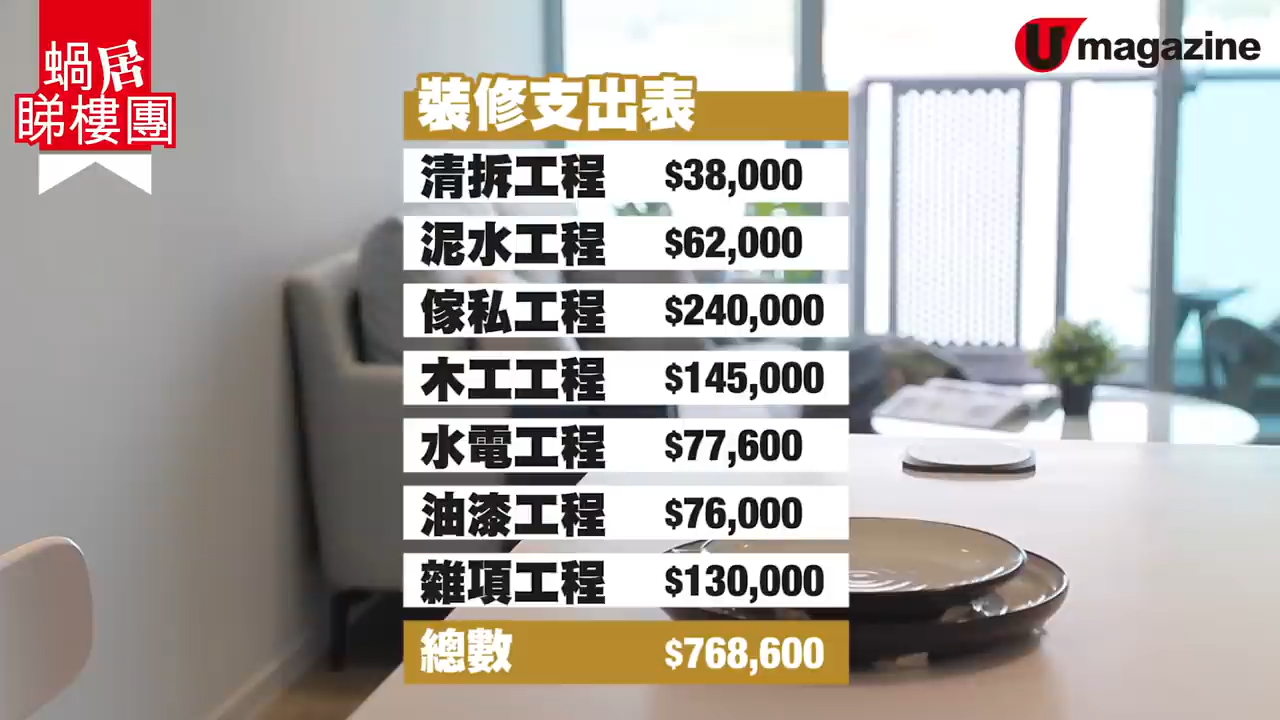 蝸居
睇樓團
U magazine
裝修支出表
清拆工程 $38,000
泥水工程 $62,000
傢私工程 $240,000
木工工程 $145,000
水電工程 $77,600
油漆工程 $76,000
雜項工程 $130,000
總數 $768,600